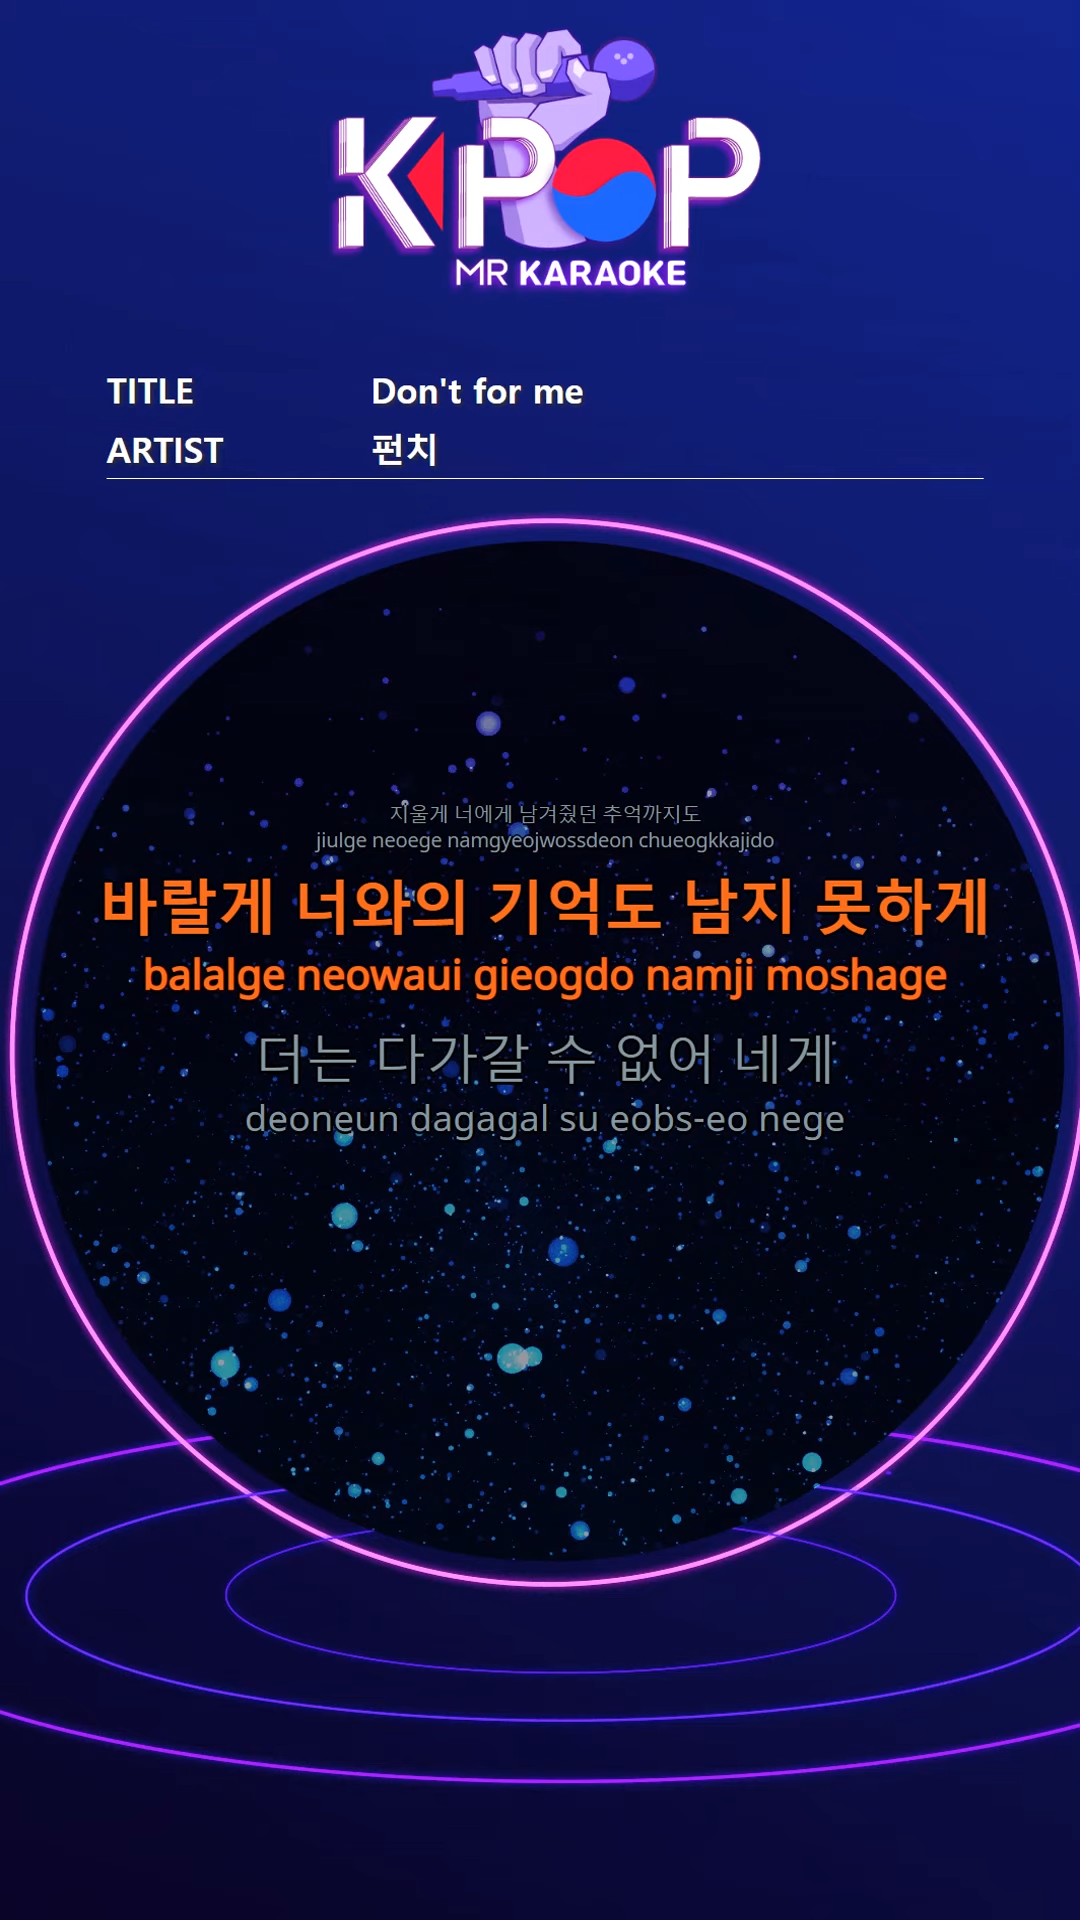 KPOP
MR KARAOKE
TITLE Don't for me
ARTIST 펀치
지울게 너에게 남겨줬던 추억까지도
jiulge neoege namgyeojwossdeon chueogkkajido
바랄게 너와의 기억도 남지 못하게
balalge neowaui gieogdo namji moshage
더는 다가갈 수 없어 네게
deoneun dagagal su eobs-eo nege